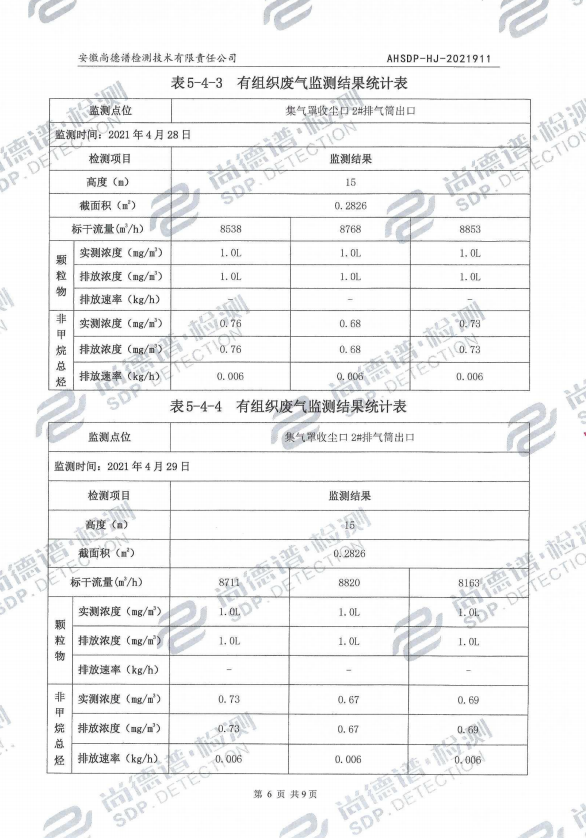 安徽尚德谱检测技术有限责任公司 AHSDP-HJ-2021911
表5-4-3 有组织废气监测结果统计表
监测点位 集气罩收尘口 2#排气筒出口
监测时间：2021 年 4 月 28 日
检测项目 监测结果
高度（m） 15
截面积（㎡） 0.2826
标干流量(m³/h) 8538 8768 8853
颗粒物 实测浓度（mg/m³） 1.0L 1.0L 1.0L
排放浓度（mg/m³） 1.0L 1.0L 1.0L
排放速率（kg/h） - - -
非甲烷总烃 实测浓度（mg/m³） 0.76 0.68 0.73
排放浓度（mg/m³） 0.76 0.68 0.73
排放速率（kg/h） 0.006 0.006 0.006
表5-4-4 有组织废气监测结果统计表
监测点位 集气罩收尘口 2#排气筒出口
监测时间：2021 年 4 月 29 日
检测项目 监测结果
高度（m） 15
截面积（㎡） 0.2826
标干流量(m³/h) 8711 8820 8163
颗粒物 实测浓度（mg/m³） 1.0L 1.0L 1.0L
排放浓度（mg/m³） 1.0L 1.0L 1.0L
排放速率（kg/h） - - -
非甲烷总烃 实测浓度（mg/m³） 0.73 0.67 0.69
排放浓度（mg/m³） 0.73 0.67 0.69
排放速率（kg/h） 0.006 0.006 0.006
第 6 页 共 9 页
尚德谱·检测
SDP.DETECTION